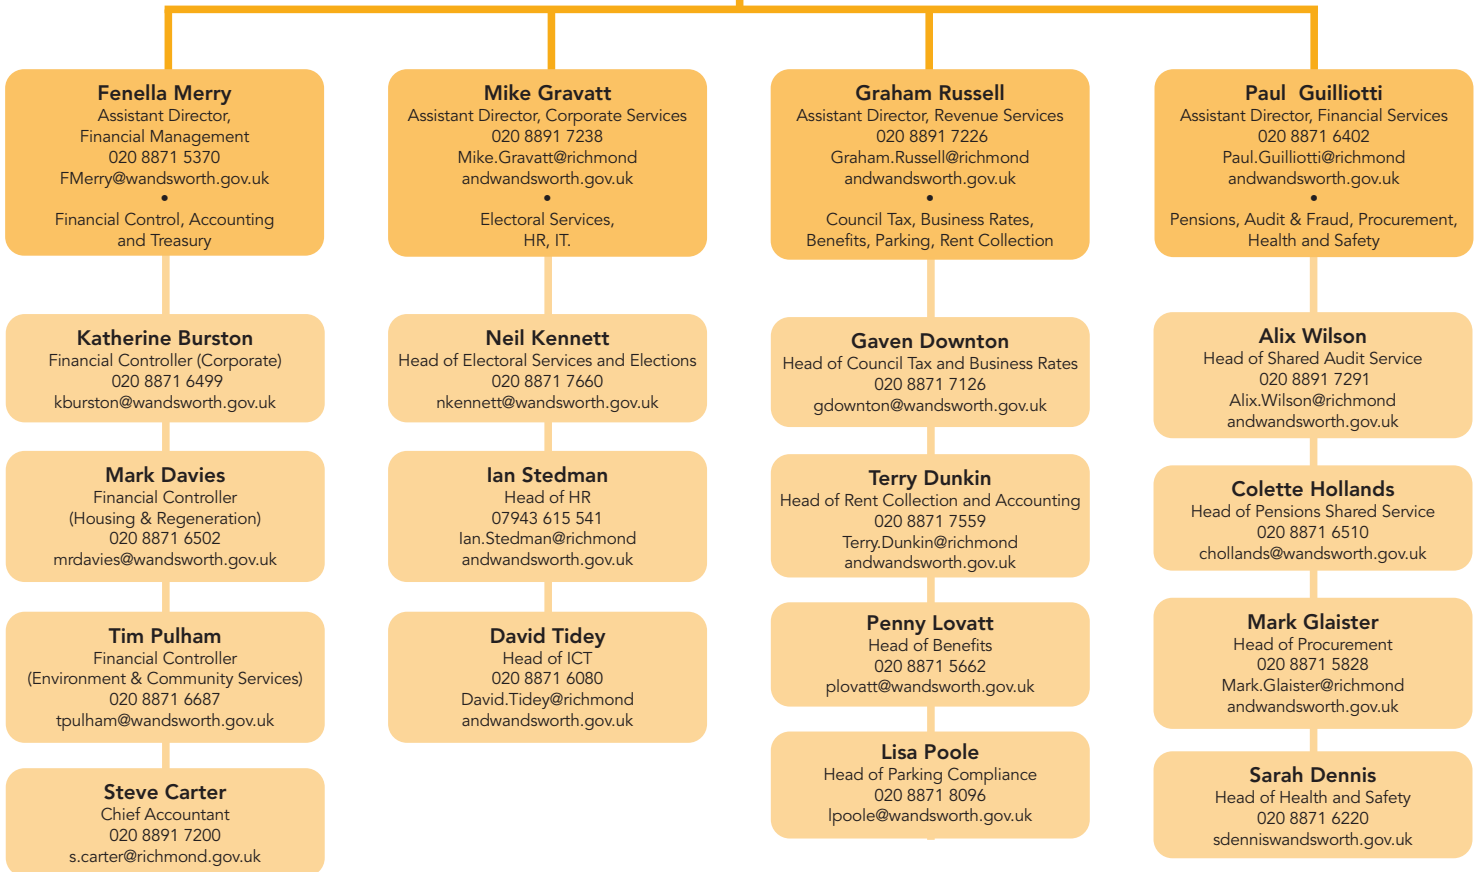 Fenella Merry
Assistant Director,
Financial Management
020 8871 5370
FMerry@wandsworth.gov.uk
•
Financial Control, Accounting
and Treasury
Katherine Burston
Financial Controller (Corporate)
020 8871 6499
kburston@wandsworth.gov.uk
Mark Davies
Financial Controller
(Housing & Regeneration)
020 8871 6502
mrdavies@wandsworth.gov.uk
Tim Pulham
Financial Controller
(Environment & Community Services)
020 8871 6687
tpulham@wandsworth.gov.uk
Steve Carter
Chief Accountant
020 8891 7200
s.carter@richmond.gov.uk
Mike Gravatt
Assistant Director, Corporate Services
020 8891 7238
Mike.Gravatt@richmond
andwandsworth.gov.uk
•
Electoral Services,
HR, IT.
Neil Kennett
Head of Electoral Services and Elections
020 8871 7660
nkennett@wandsworth.gov.uk
Ian Stedman
Head of HR
07943 615 541
Ian.Stedman@richmond
andwandsworth.gov.uk
David Tidey
Head of ICT
020 8871 6080
David.Tidey@richmond
andwandsworth.gov.uk
Graham Russell
Assistant Director, Revenue Services
020 8891 7226
Graham.Russell@richmond
andwandsworth.gov.uk
•
Council Tax, Business Rates,
Benefits, Parking, Rent Collection
Gaven Downton
Head of Council Tax and Business Rates
020 8871 7126
gdownton@wandsworth.gov.uk
Terry Dunkin
Head of Rent Collection and Accounting
020 8871 7559
Terry.Dunkin@richmond
andwandsworth.gov.uk
Penny Lovatt
Head of Benefits
020 8871 5662
plovatt@wandsworth.gov.uk
Lisa Poole
Head of Parking Compliance
020 8871 8096
lpoole@wandsworth.gov.uk
Paul  Guilliotti
Assistant Director, Financial Services
020 8871 6402
Paul.Guilliotti@richmond
andwandsworth.gov.uk
•
Pensions, Audit & Fraud, Procurement,
Health and Safety
Alix Wilson
Head of Shared Audit Service
020 8891 7291
Alix.Wilson@richmond
andwandsworth.gov.uk
Colette Hollands
Head of Pensions Shared Service
020 8871 6510
chollands@wandsworth.gov.uk
Mark Glaister
Head of Procurement
020 8871 5828
Mark.Glaister@richmond
andwandsworth.gov.uk
Sarah Dennis
Head of Health and Safety
020 8871 6220
sdenniswandsworth.gov.uk